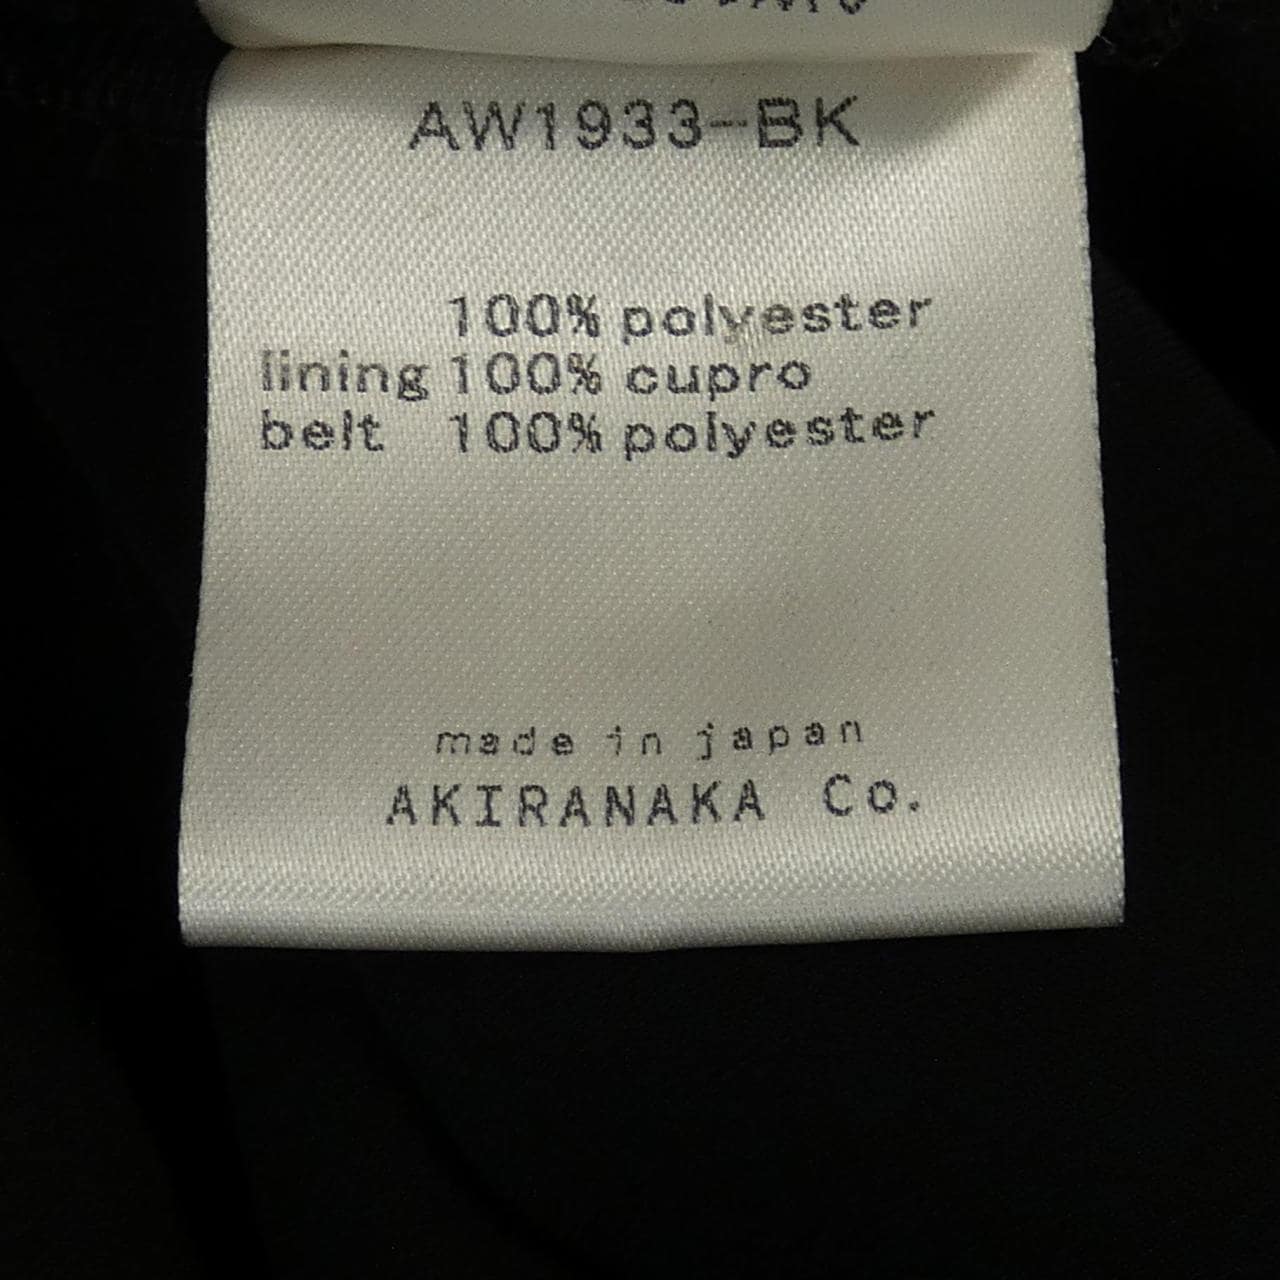 AW1933-BK
100% polyester
lining 100% cupro
belt 100% polyester
made in japan
AKIRANAKA Co.